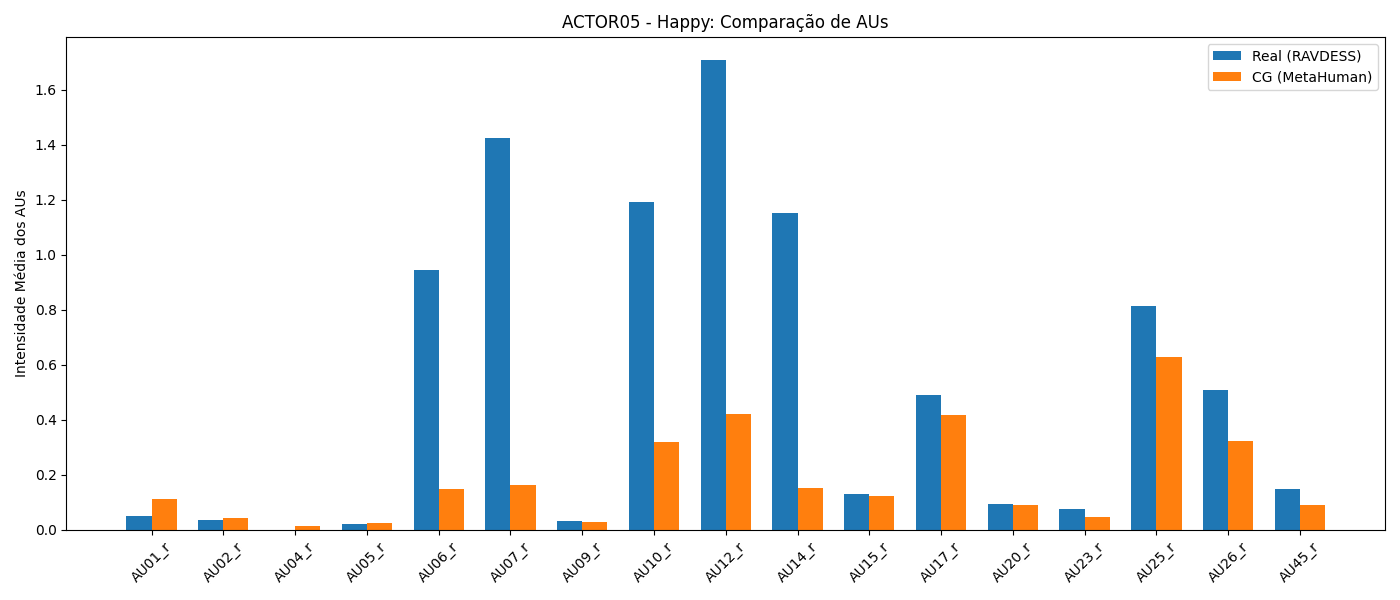 ACTOR05 - Happy: Comparação de AUs
Real (RAVDESS)
CG (MetaHuman)
Intensidade Média dos AUs
1.6
1.4
1.2
1.0
0.8
0.6
0.4
0.2
0.0
AU01_r
AU02_r
AU04_r
AU05_r
AU06_r
AU07_r
AU09_r
AU10_r
AU12_r
AU14_r
AU15_r
AU17_r
AU20_r
AU23_r
AU25_r
AU26_r
AU45_r